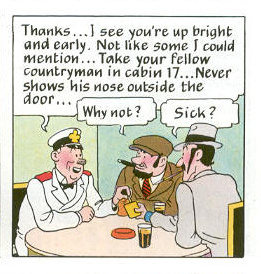 Thanks...I see you're up bright
and early. Not like some I could
mention...Take your fellow
countryman in cabin 17...Never
shows his nose outside the
door...
Why not?
Sick?